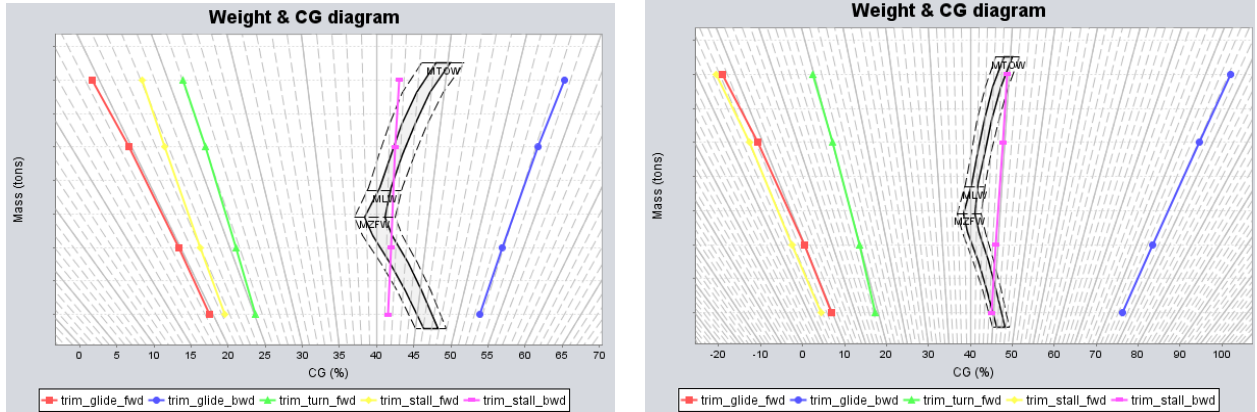 Weight & CG diagram
Mass (tons)
MTOW
MLW
MZFW
0 5 10 15 20 25 30 35 40 45 50 55 60 65 70
CG (%)
trim_glide_fwd trim_glide_bwd trim_turn_fwd trim_stall_fwd trim_stall_bwd
Weight & CG diagram
Mass (tons)
MTOW
MLW
MZFW
-20 -10 0 10 20 30 40 50 60 70 80 90 100
CG (%)
trim_glide_fwd trim_glide_bwd trim_turn_fwd trim_stall_fwd trim_stall_bwd